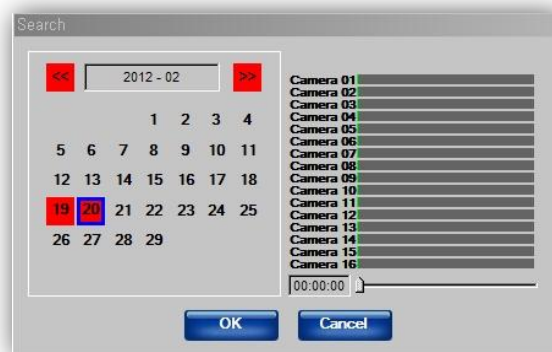 Search
<< 2012 - 02 >>
1 2 3 4
5 6 7 8 9 10 11
12 13 14 15 16 17 18
19 20 21 22 23 24 25
26 27 28 29
Camera 01
Camera 02
Camera 03
Camera 04
Camera 05
Camera 06
Camera 07
Camera 08
Camera 09
Camera 10
Camera 11
Camera 12
Camera 13
Camera 14
Camera 15
Camera 16
00:00:00
OK Cancel